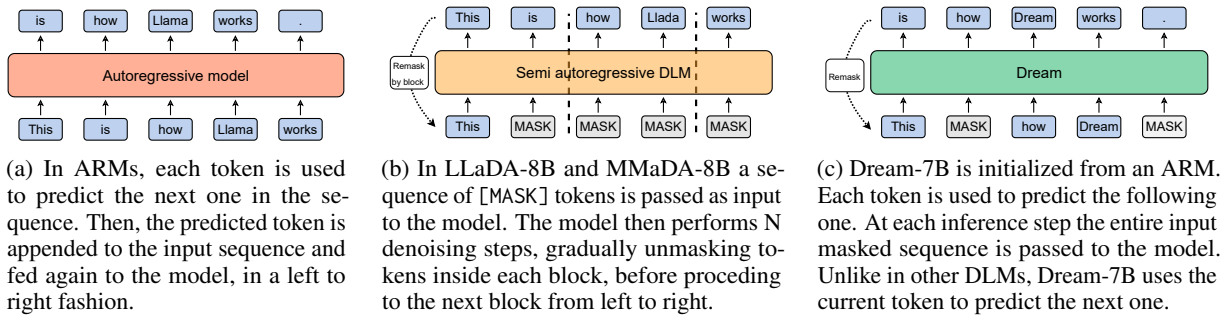 is how Llama works .
Autoregressive model
This is how Llama works
(a) In ARMs, each token is used
to predict the next one in the se-
quence. Then, the predicted token is
appended to the input sequence and
fed again to the model, in a left to
right fashion.
This is how Llada works
Remask
by block
Semi autoregressive DLM
This MASK MASK MASK MASK
(b) In LLaDA-8B and MMaDA-8B a se-
quence of [MASK] tokens is passed as input
to the model. The model then performs N
denoising steps, gradually unmasking to-
kens inside each block, before proceding
to the next block from left to right.
is how Dream works .
Remask
Dream
This MASK how Dream MASK
(c) Dream-7B is initialized from an ARM.
Each token is used to predict the following
one. At each inference step the entire input
masked sequence is passed to the model.
Unlike in other DLMs, Dream-7B uses the
current token to predict the next one.